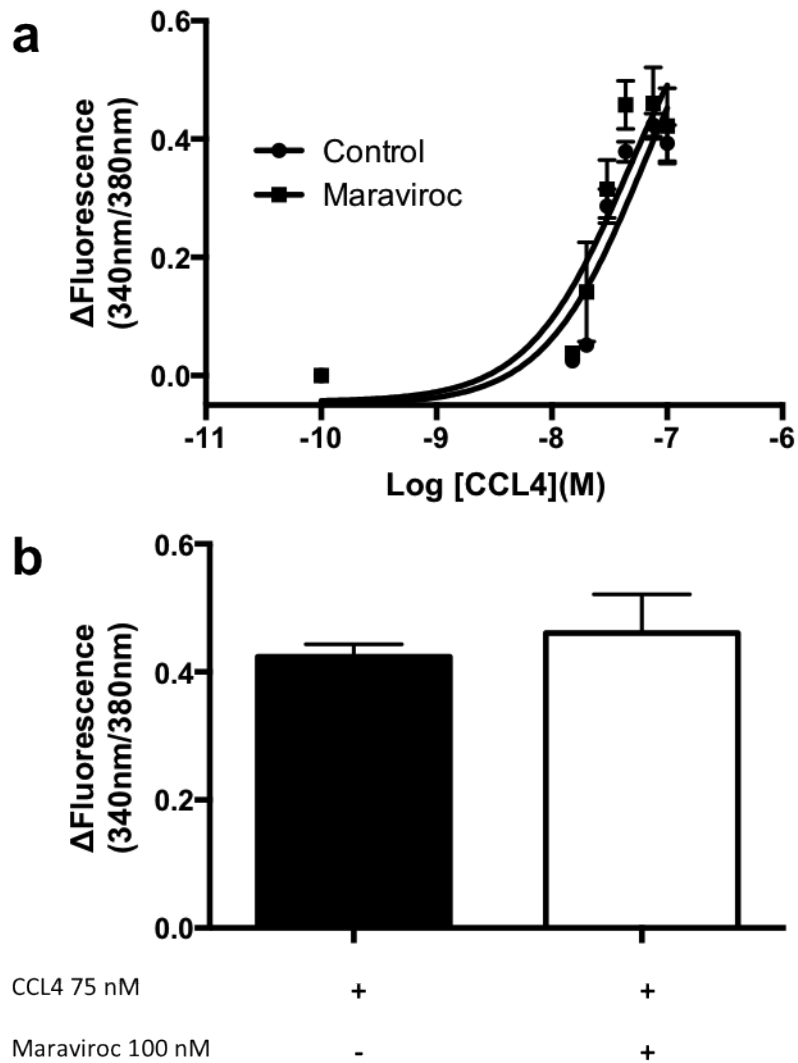 a
0.6
0.4
0.2
0.0
ΔFluorescence
(340nm/380nm)
Control
Maraviroc
-11 -10 -9 -8 -7 -6
Log [CCL4](M)
b
0.6
0.4
0.2
0.0
ΔFluorescence
(340nm/380nm)
CCL4 75 nM + +
Maraviroc 100 nM - +